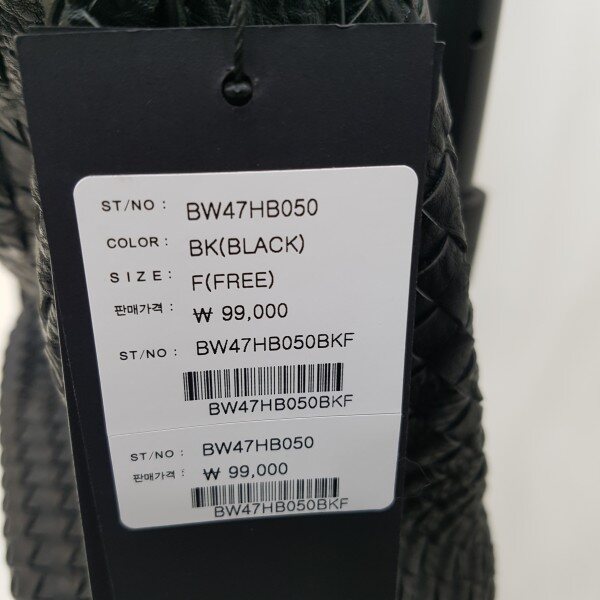 ST/NO : BW47HB050
COLOR : BK(BLACK)
SIZE : F(FREE)
판매가격 : ₩ 99,000
ST/NO : BW47HB050BKF
BW47HB050BKF
ST/NO : BW47HB050
판매가격 : ₩ 99,000
BW47HB050BKF